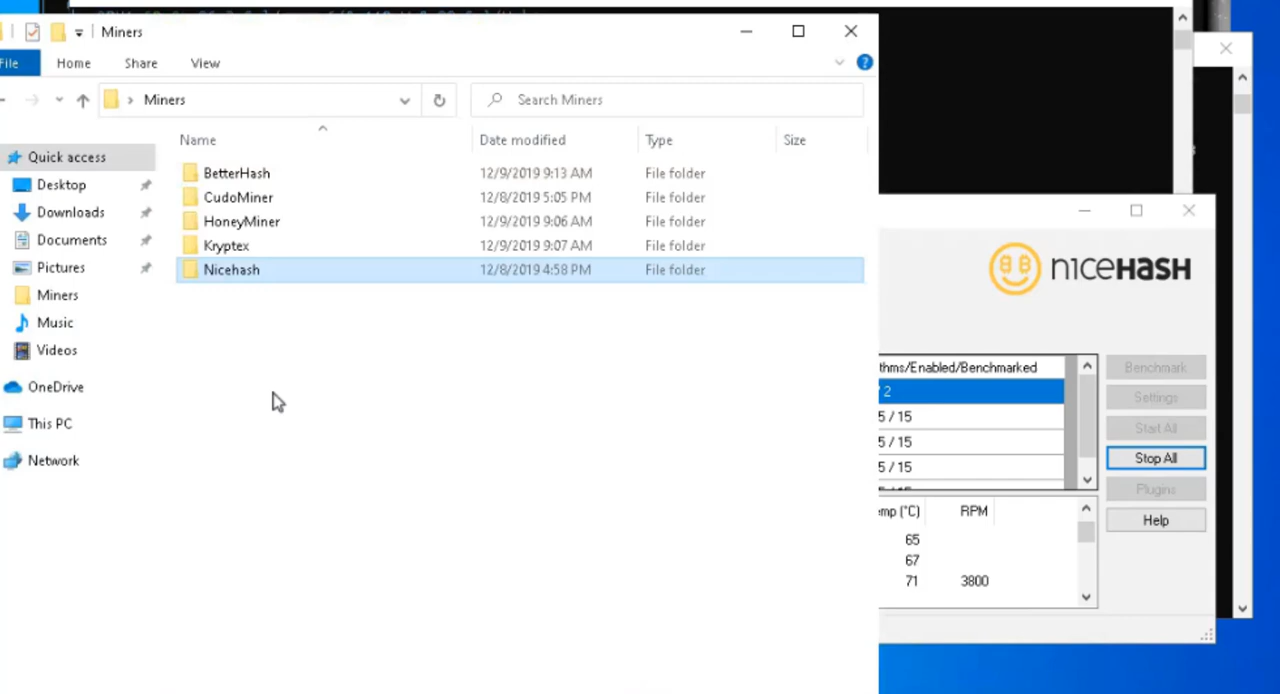 Miners
File
Home
Share
View
Miners
Search Miners
Name
Date modified
Type
Size
Quick access
Desktop
Downloads
Documents
Pictures
Miners
Music
Videos
OneDrive
This PC
Network
BetterHash 12/9/2019 9:13 AM File folder
CudoMiner 12/8/2019 5:05 PM File folder
HoneyMiner 12/9/2019 9:06 AM File folder
Kryptex 12/9/2019 9:07 AM File folder
Nicehash 12/8/2019 4:58 PM File folder
nicehash
thms/Enabled/Benchmarked
2
5 / 15
5 / 15
5 / 15
Benchmark
Settings
Start All
Stop All
Plugins
Help
emp (°C) RPM
65
67
71 3800